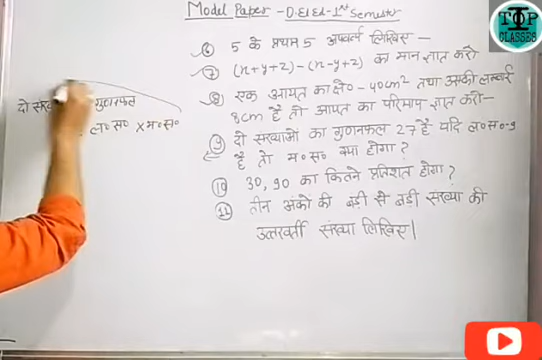 Model Paper - D.El.Ed - 1st Semester
TOP
CLASSES
⑥ 5 के प्रथम 5 अपवर्त्य लिखिए -
⑦ (x+y+z) - (x-y+z) का मान ज्ञात करो
⑧ एक आयत का क्षे० - 40cm² तथा उसकी लम्बाई
8cm है तो आयत का परिमाप ज्ञात करो -
⑨ दो संख्याओं का गुणनफल 27 है यदि ल०स० - 9
है तो म०स० क्या होगा ?
⑩ 30, 90 का कितने प्रतिशत होगा ?
⑪ तीन अंकों की बड़ी से बड़ी संख्या की
उत्तरवर्ती संख्या लिखिए।
दो गुणनफल
ल०स० × म०स०